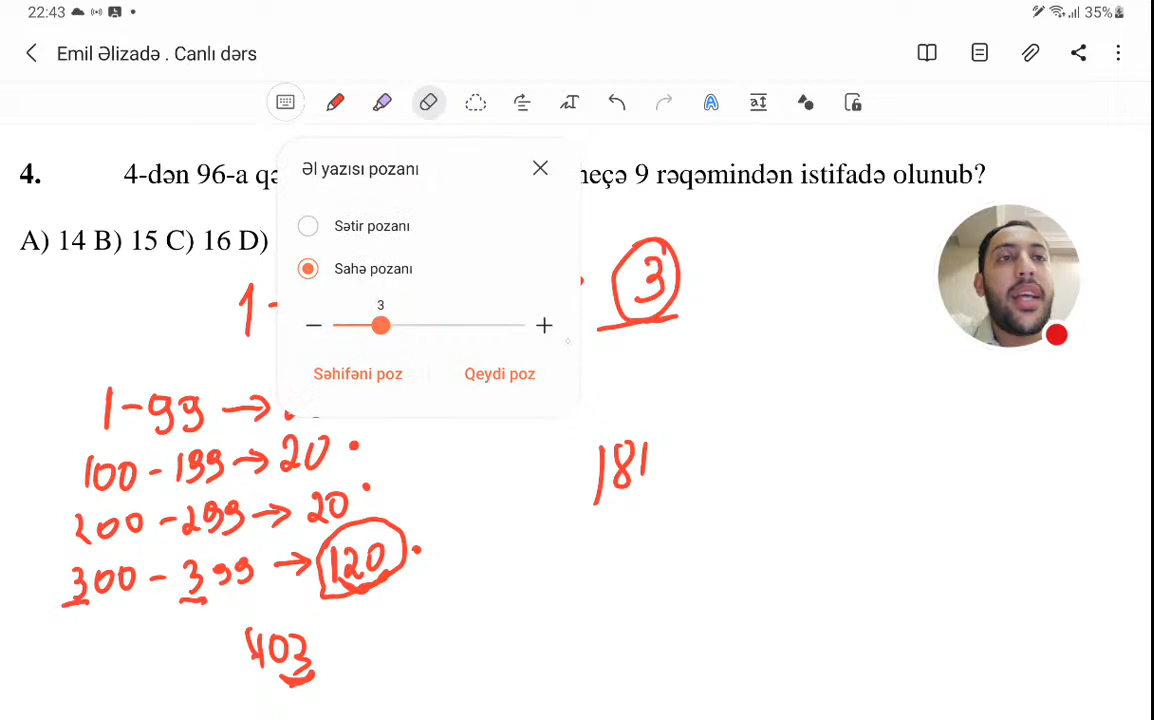 22:43 35%
Emil Əlizadə . Canlı dərs
Əl yazısı pozanı
4. 4-dən 96-a neçə 9 rəqəmindən istifadə olunub?
Sətir pozanı
A) 14 B) 15 C) 16 D)
Sahə pozanı
3
1- 3
Səhifəni poz Qeydi poz
1-99 →
100-199 → 20
181
200-299 → 20
300-399 → 120
403